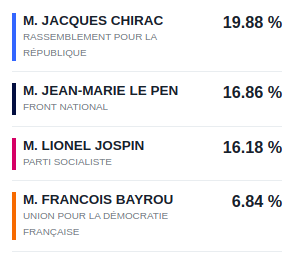 M. JACQUES CHIRAC 19.88 %
RASSEMBLEMENT POUR LA
RÉPUBLIQUE
M. JEAN-MARIE LE PEN 16.86 %
FRONT NATIONAL
M. LIONEL JOSPIN 16.18 %
PARTI SOCIALISTE
M. FRANCOIS BAYROU 6.84 %
UNION POUR LA DÉMOCRATIE
FRANÇAISE